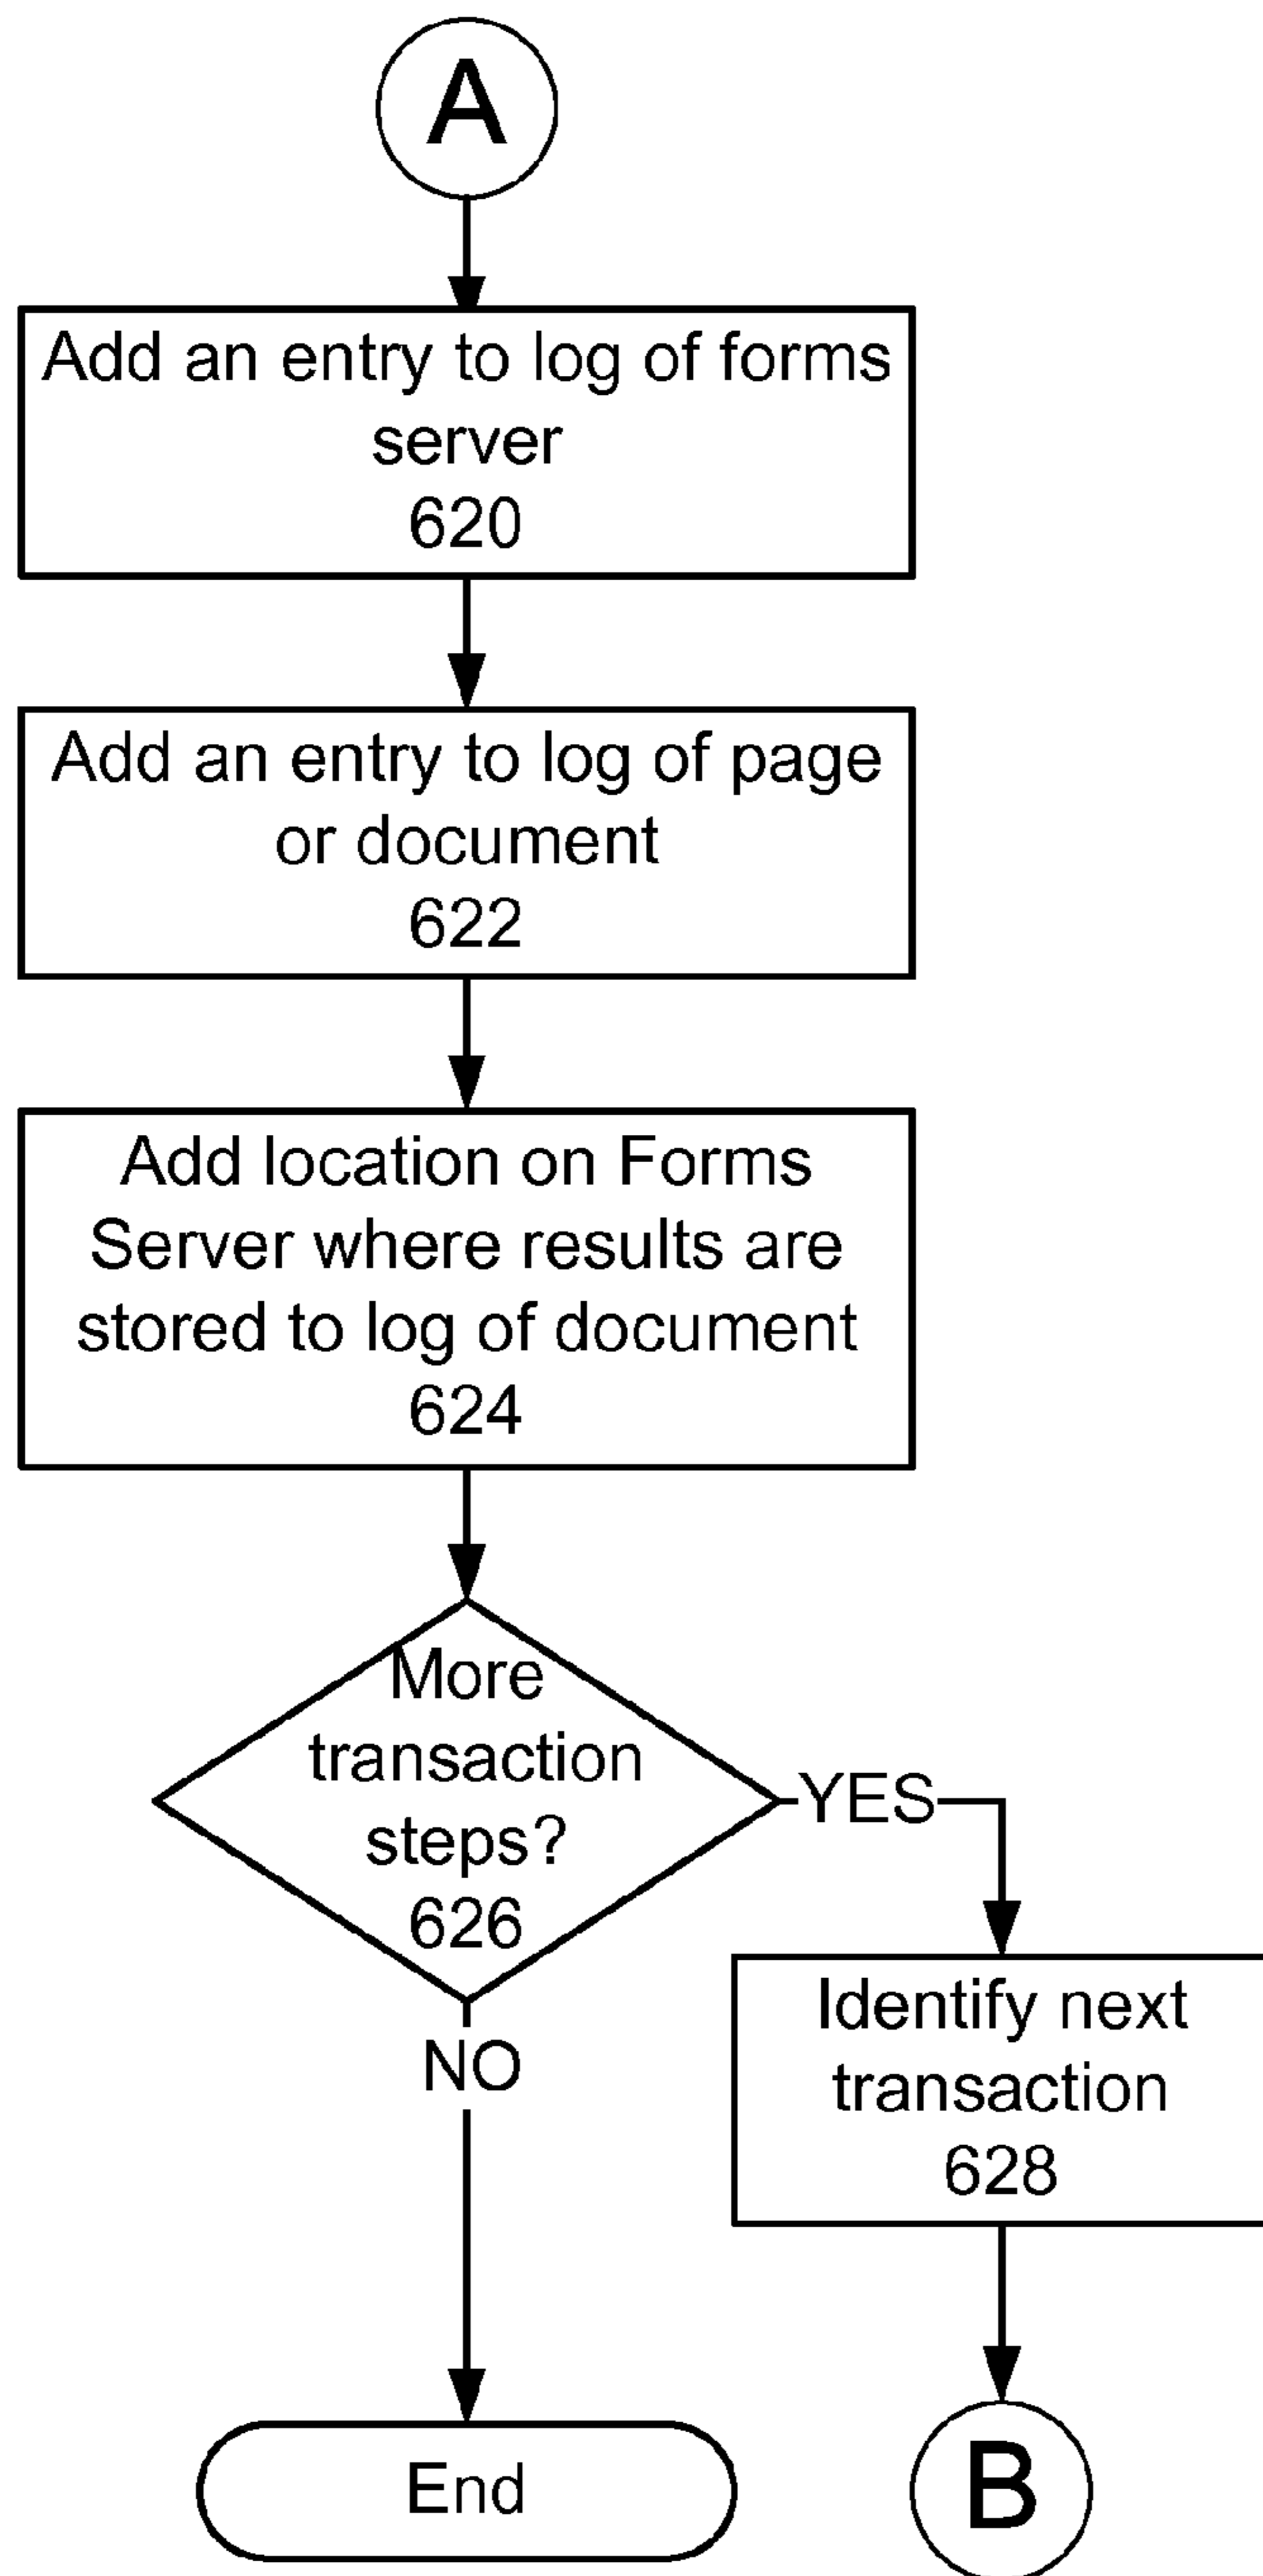 A
Add an entry to log of forms
server
620
Add an entry to log of page
or document
622
Add location on Forms
Server where results are
stored to log of document
624
More
transaction
steps?
626
YES
NO
Identify next
transaction
628
End
B